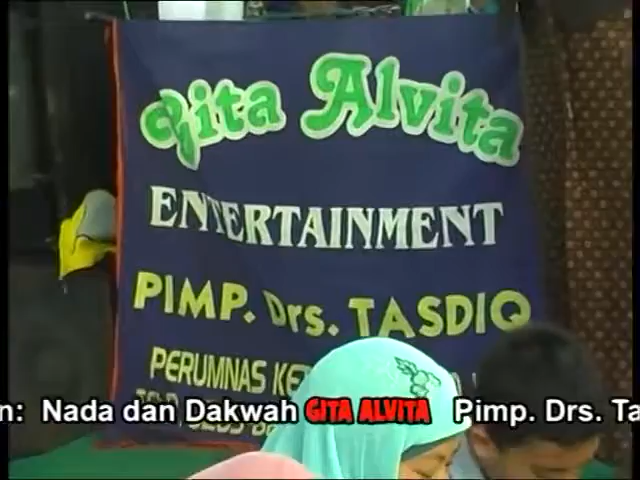 Gita Alvita
ENTERTAINMENT
PIMP. Drs. TASDIQ
PERUMNAS
n: Nada dan Dakwah GITA ALVITA Pimp. Drs. Ta